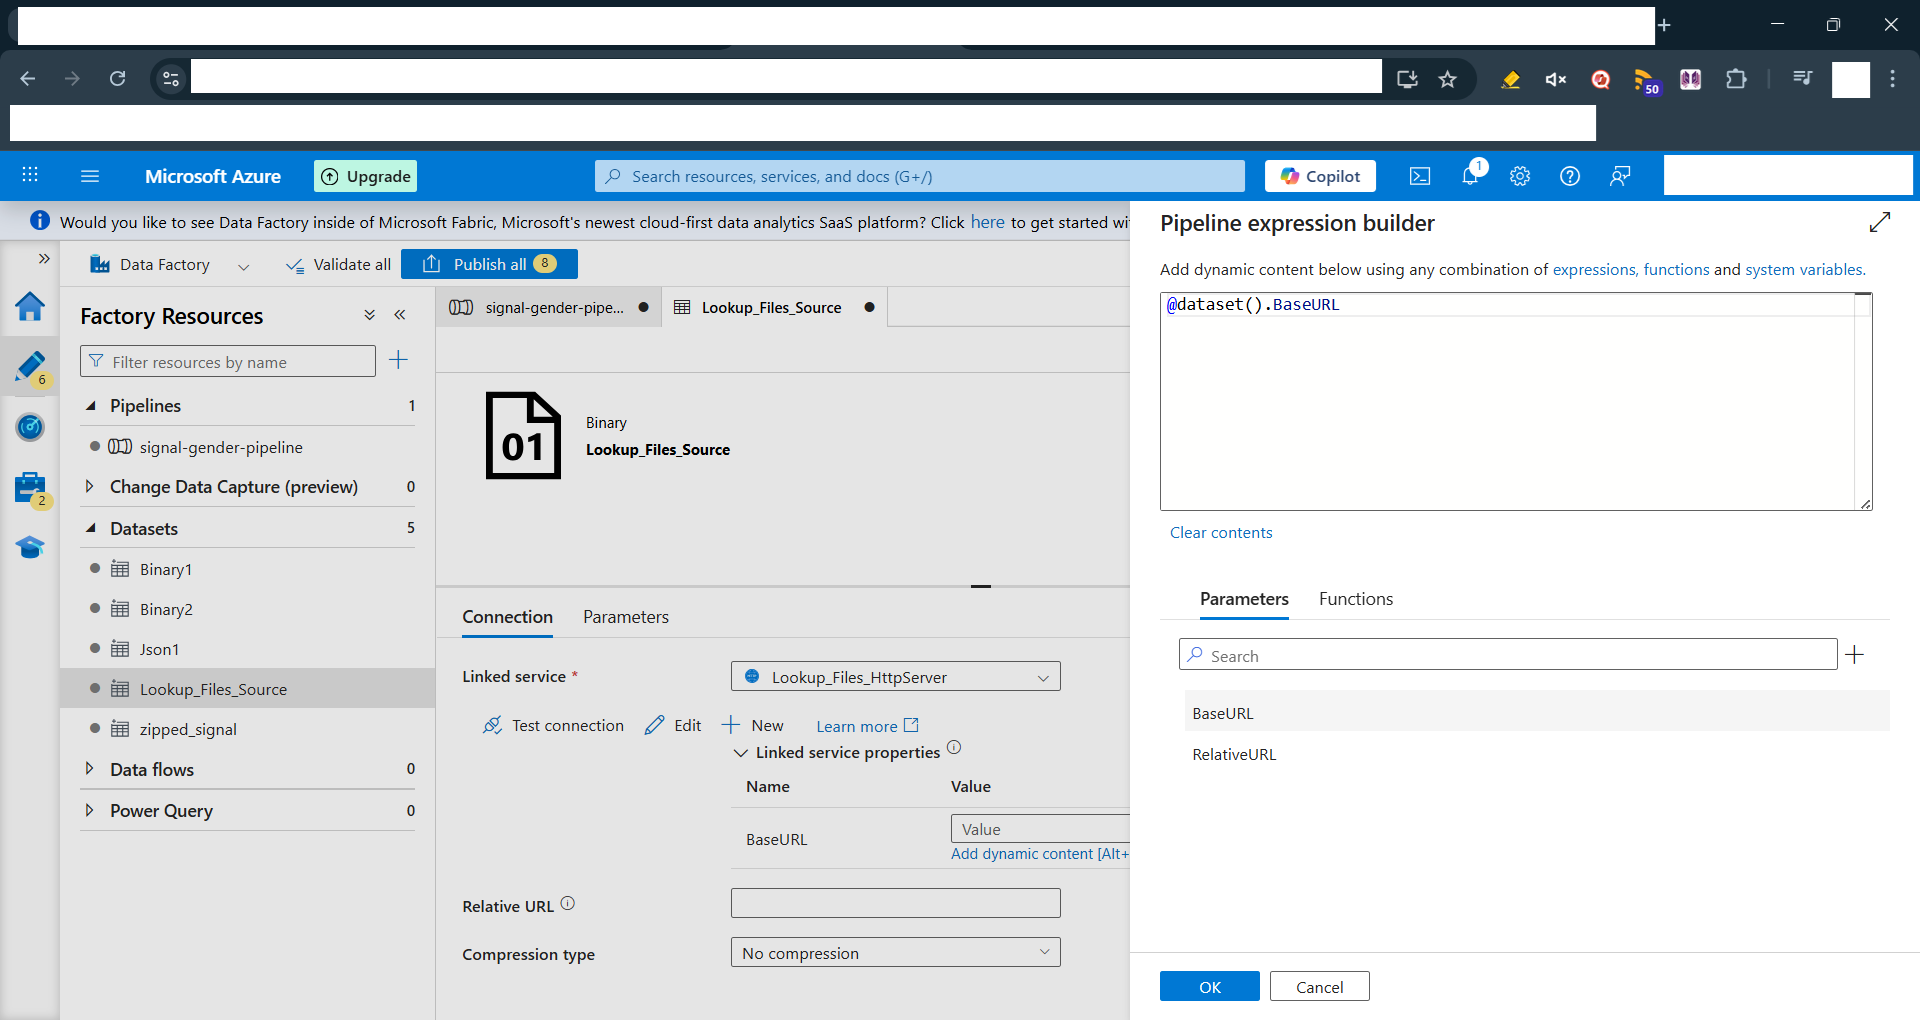 50
Microsoft Azure
Upgrade
Search resources, services, and docs (G+/)
Copilot
1
Would you like to see Data Factory inside of Microsoft Fabric, Microsoft's newest cloud-first data analytics SaaS platform? Click here to get started wi
Data Factory
Validate all
Publish all 8
Factory Resources
Filter resources by name
6
2
Pipelines 1
signal-gender-pipeline
Change Data Capture (preview) 0
Datasets 5
Binary1
Binary2
Json1
Lookup_Files_Source
zipped_signal
Data flows 0
Power Query 0
signal-gender-pipe...
Lookup_Files_Source
01
Binary
Lookup_Files_Source
Connection
Parameters
Linked service *
Lookup_Files_HttpServer
Test connection
Edit
New
Learn more
Linked service properties
Name Value
BaseURL
Value
Add dynamic content [Alt+
Relative URL
Compression type
No compression
Pipeline expression builder
Add dynamic content below using any combination of expressions, functions and system variables.
@dataset().BaseURL
Clear contents
Parameters
Functions
Search
BaseURL
RelativeURL
OK
Cancel